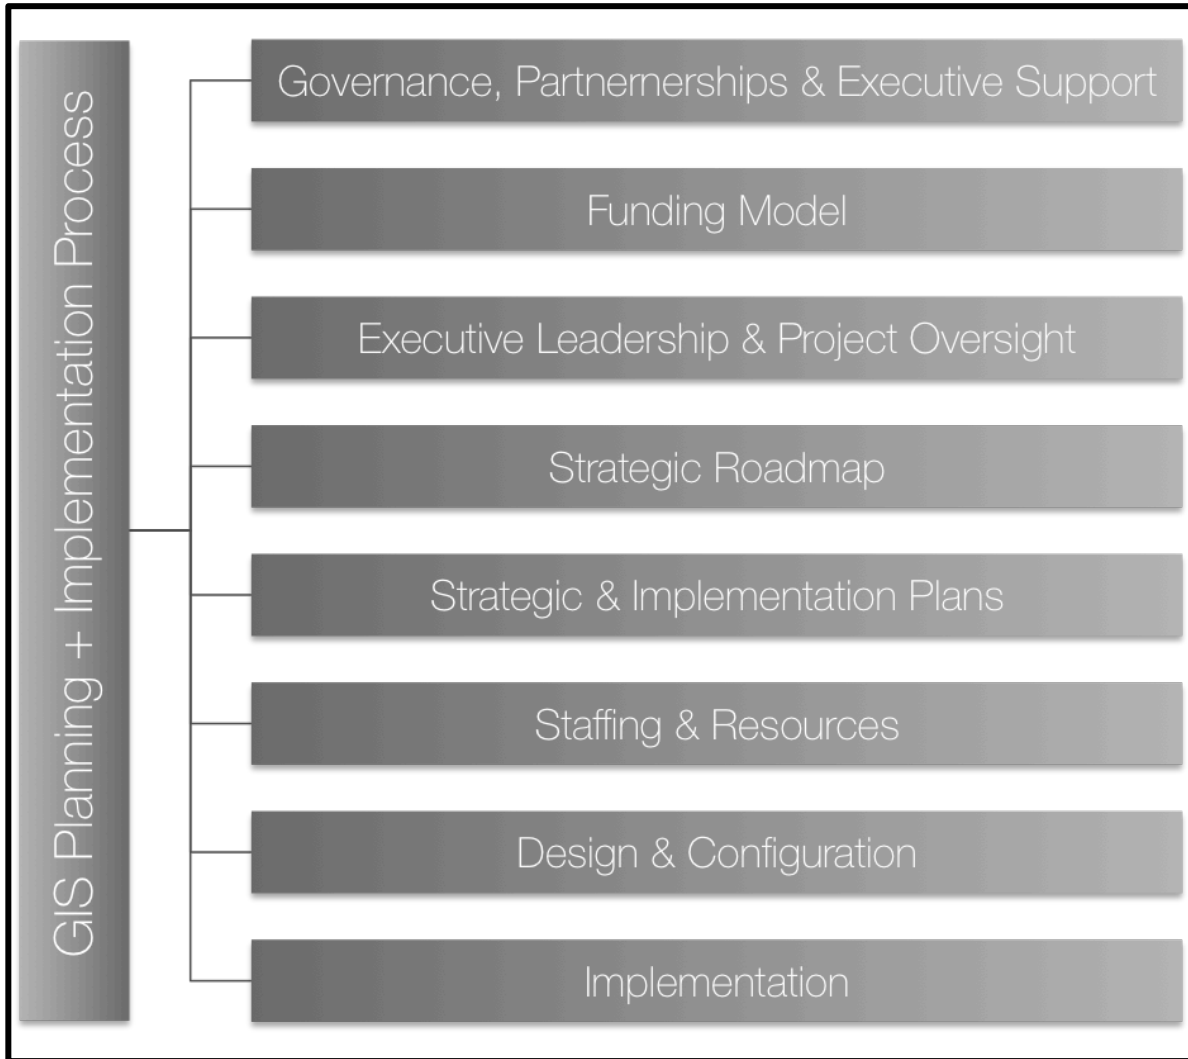 GIS Planning + Implementation Process
Governance, Partnernerships & Executive Support
Funding Model
Executive Leadership & Project Oversight
Strategic Roadmap
Strategic & Implementation Plans
Staffing & Resources
Design & Configuration
Implementation